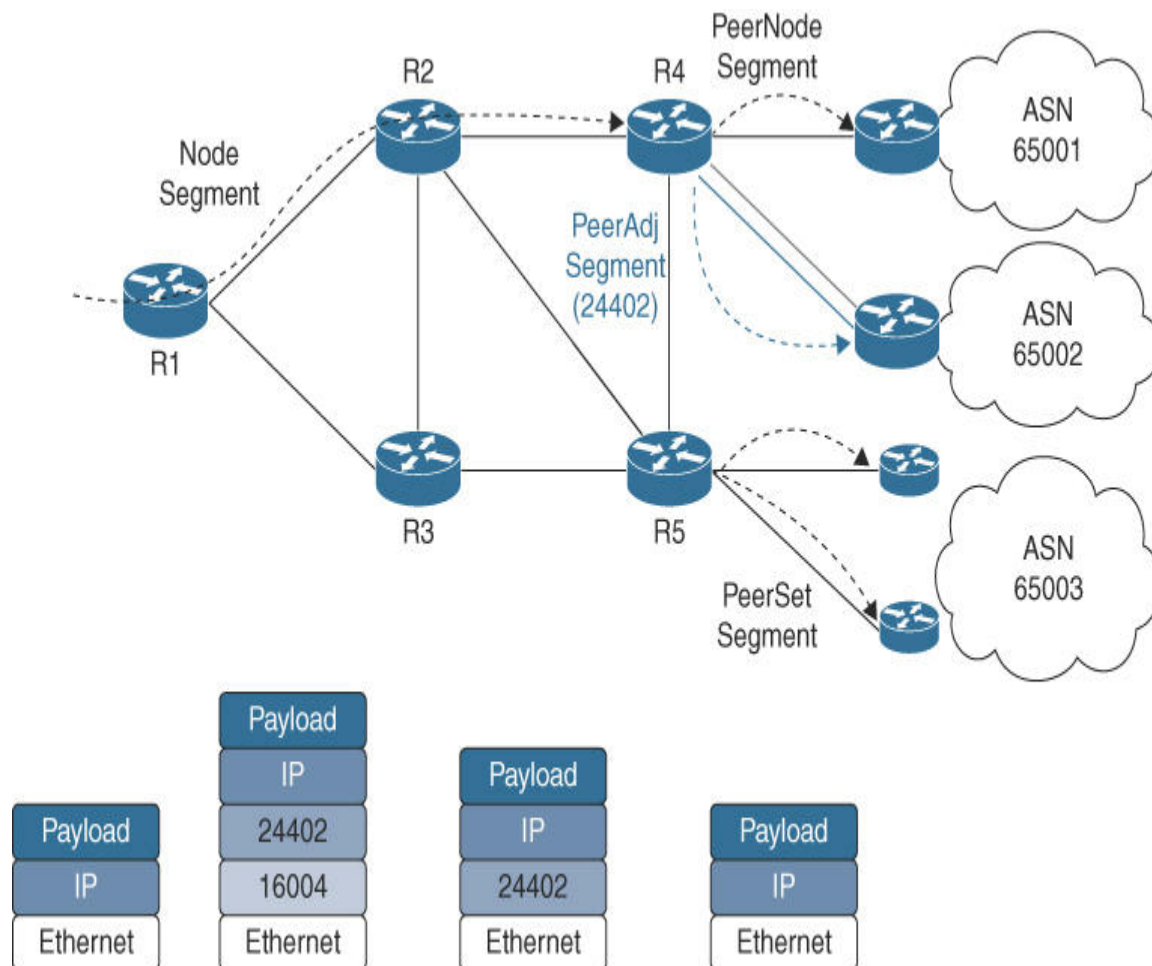 PeerNode
Segment
R2
R4
ASN
65001
Node
Segment
PeerAdj
Segment
(24402)
R1
ASN
65002
R3
R5
ASN
65003
PeerSet
Segment
Payload
IP
Ethernet
Payload
IP
24402
16004
Ethernet
Payload
IP
24402
Ethernet
Payload
IP
Ethernet